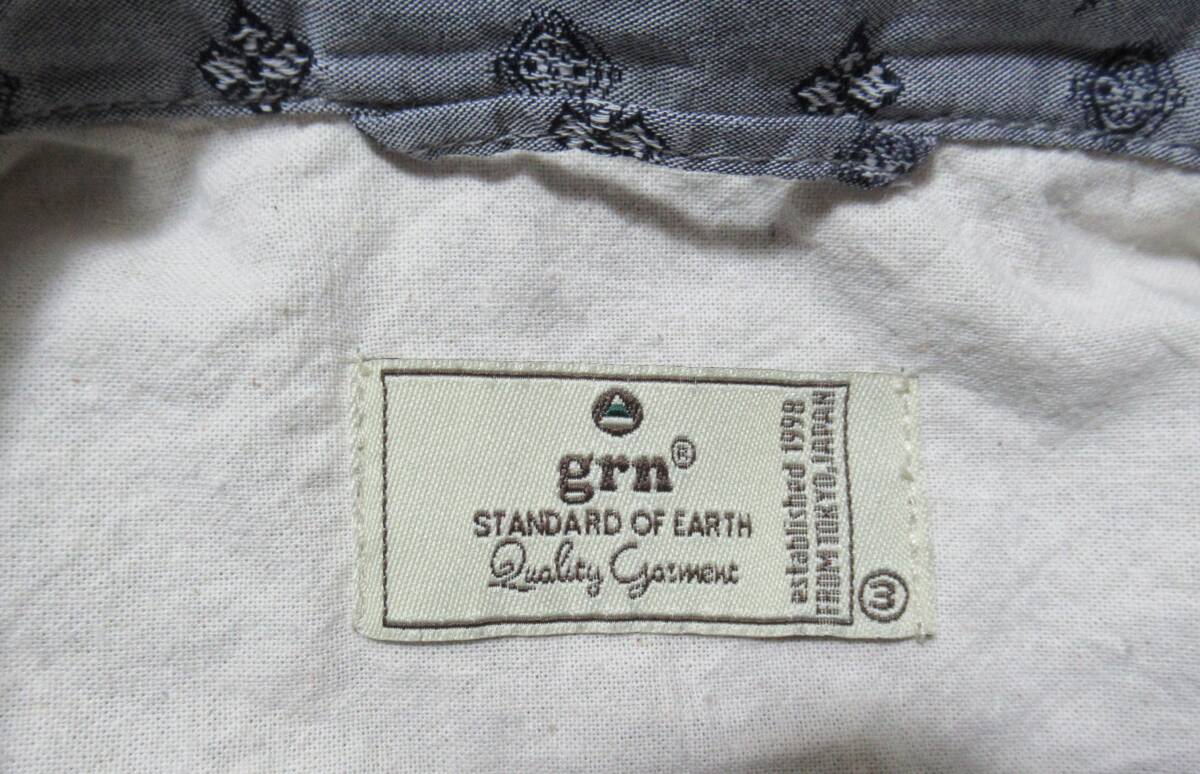 grn®
STANDARD OF EARTH
Quality Garment
established 1998
FROM TOKYO,JAPAN
3